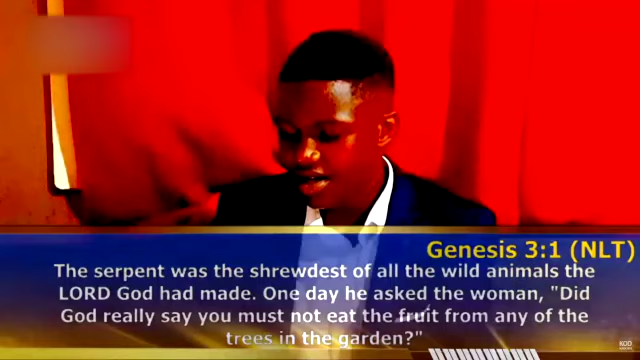 Genesis 3:1 (NLT)
The serpent was the shrewdest of all the wild animals the
LORD God had made. One day he asked the woman, "Did
God really say you must not eat the fruit from any of the
trees in the garden?"
KOD